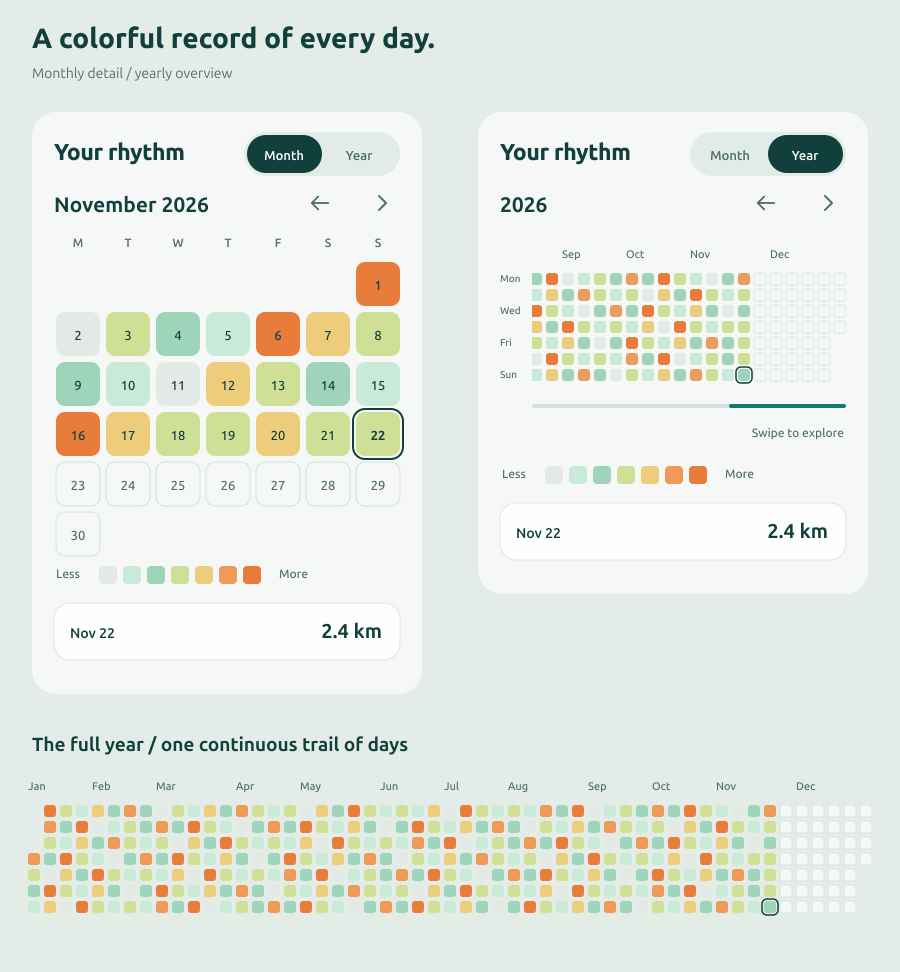 A colorful record of every day.
Monthly detail / yearly overview
Your rhythm
Month Year
November 2026
M T W T F S S
1
2 3 4 5 6 7 8
9 10 11 12 13 14 15
16 17 18 19 20 21 22
23 24 25 26 27 28 29
30
Less More
Nov 22 2.4 km
Your rhythm
Month Year
2026
Sep Oct Nov Dec
Mon
Wed
Fri
Sun
Swipe to explore
Less More
Nov 22 2.4 km
The full year / one continuous trail of days
Jan Feb Mar Apr May Jun Jul Aug Sep Oct Nov Dec